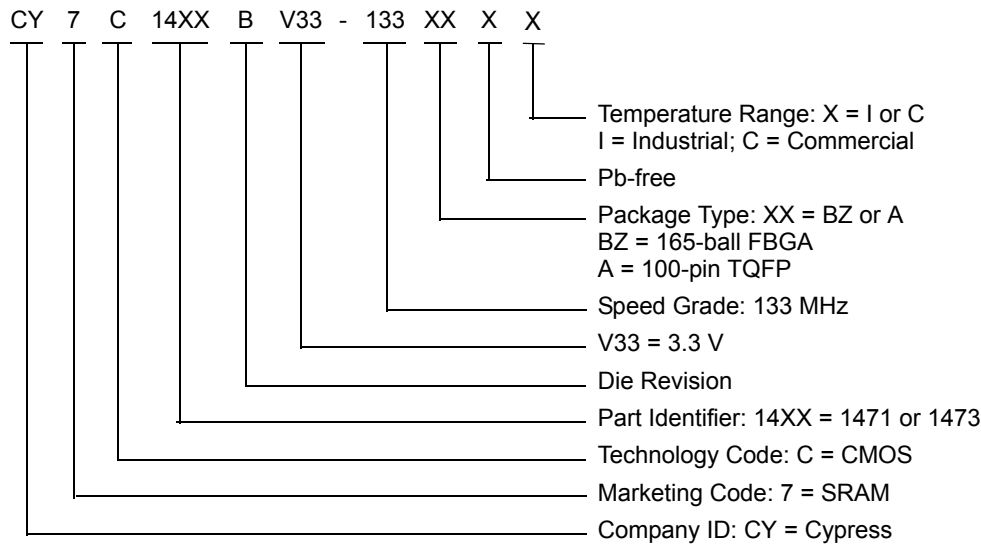 CY 7 C 14XX B V33 - 133 XX X X
Temperature Range: X = I or C
I = Industrial; C = Commercial
Pb-free
Package Type: XX = BZ or A
BZ = 165-ball FBGA
A = 100-pin TQFP
Speed Grade: 133 MHz
V33 = 3.3 V
Die Revision
Part Identifier: 14XX = 1471 or 1473
Technology Code: C = CMOS
Marketing Code: 7 = SRAM
Company ID: CY = Cypress